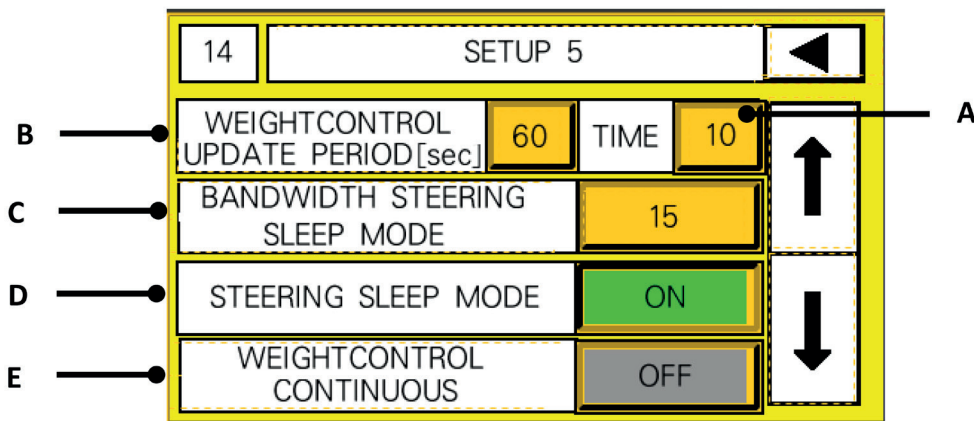 14 SETUP 5
A
B WEIGHTCONTROL
UPDATE PERIOD[sec] 60 TIME 10
C BANDWIDTH STEERING
SLEEP MODE 15
D STEERING SLEEP MODE ON
E WEIGHTCONTROL
CONTINUOUS OFF